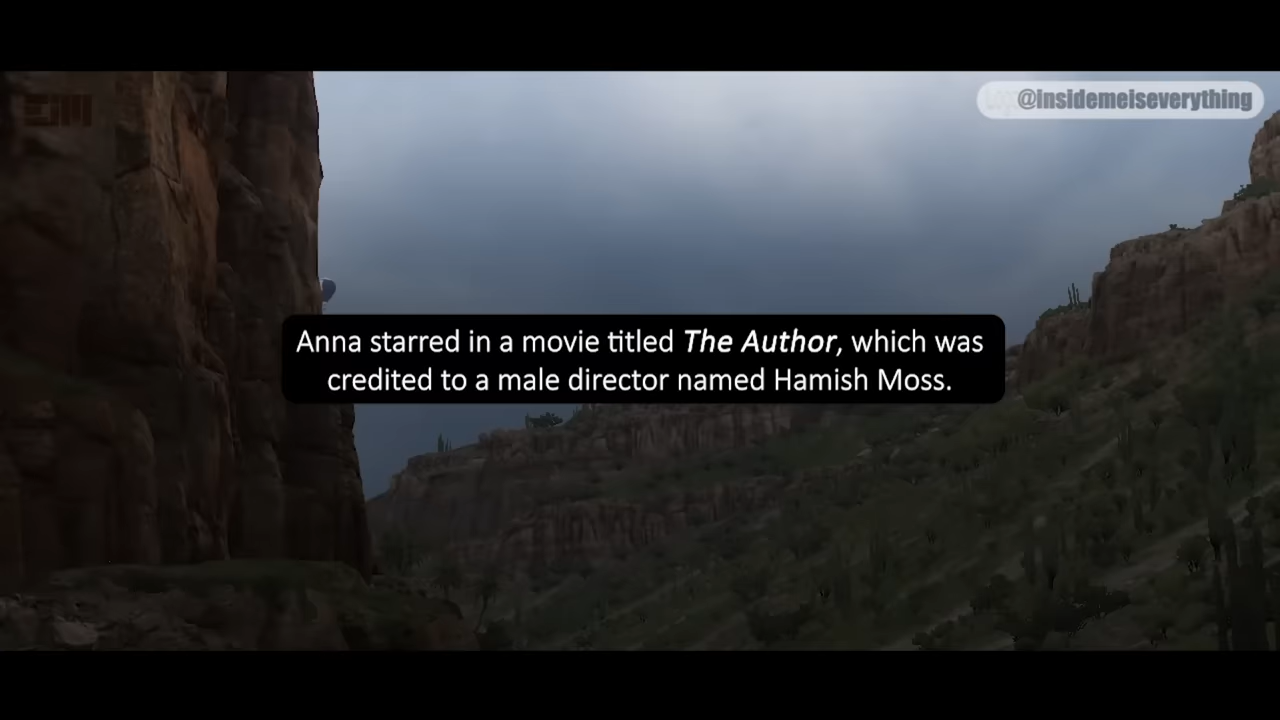 @insidemeiseverything
Anna starred in a movie titled The Author, which was
credited to a male director named Hamish Moss.